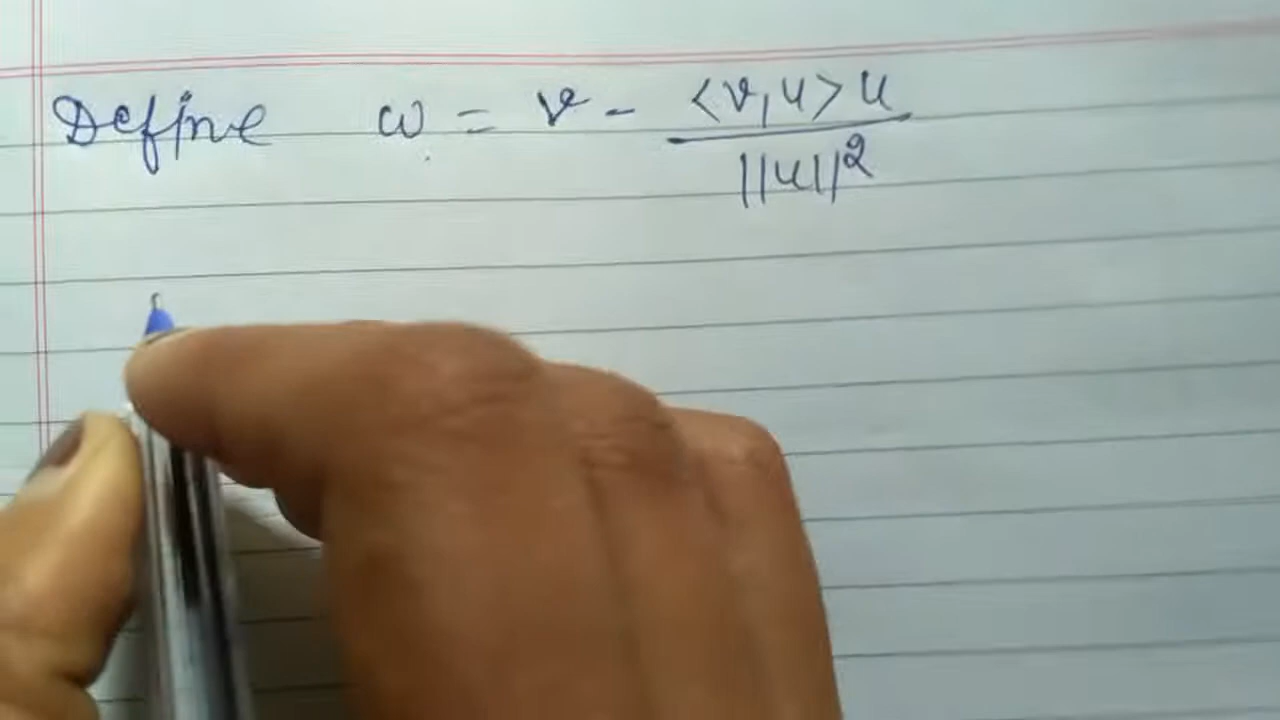 Define ω = v - <v,u>u / ||u||²